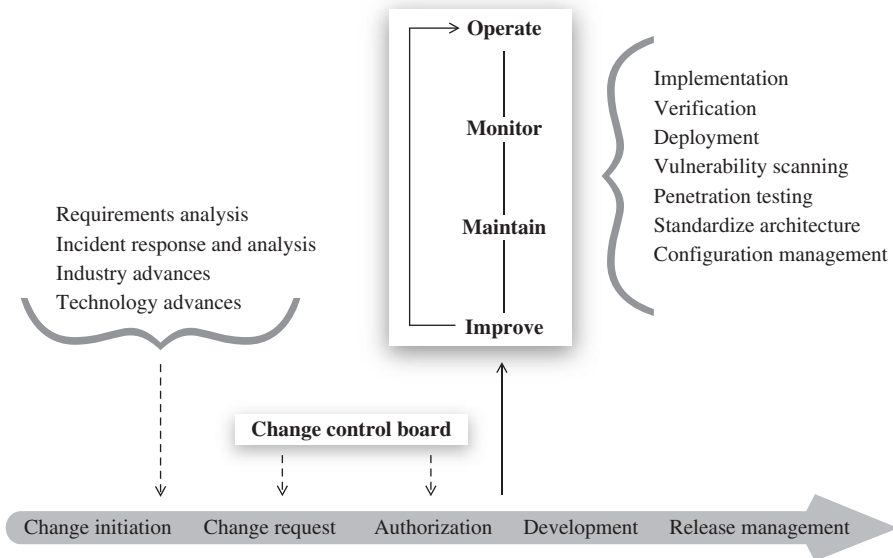 Operate
Monitor
Maintain
Improve
Implementation
Verification
Deployment
Vulnerability scanning
Penetration testing
Standardize architecture
Configuration management
Requirements analysis
Incident response and analysis
Industry advances
Technology advances
Change control board
Change initiation
Change request
Authorization
Development
Release management